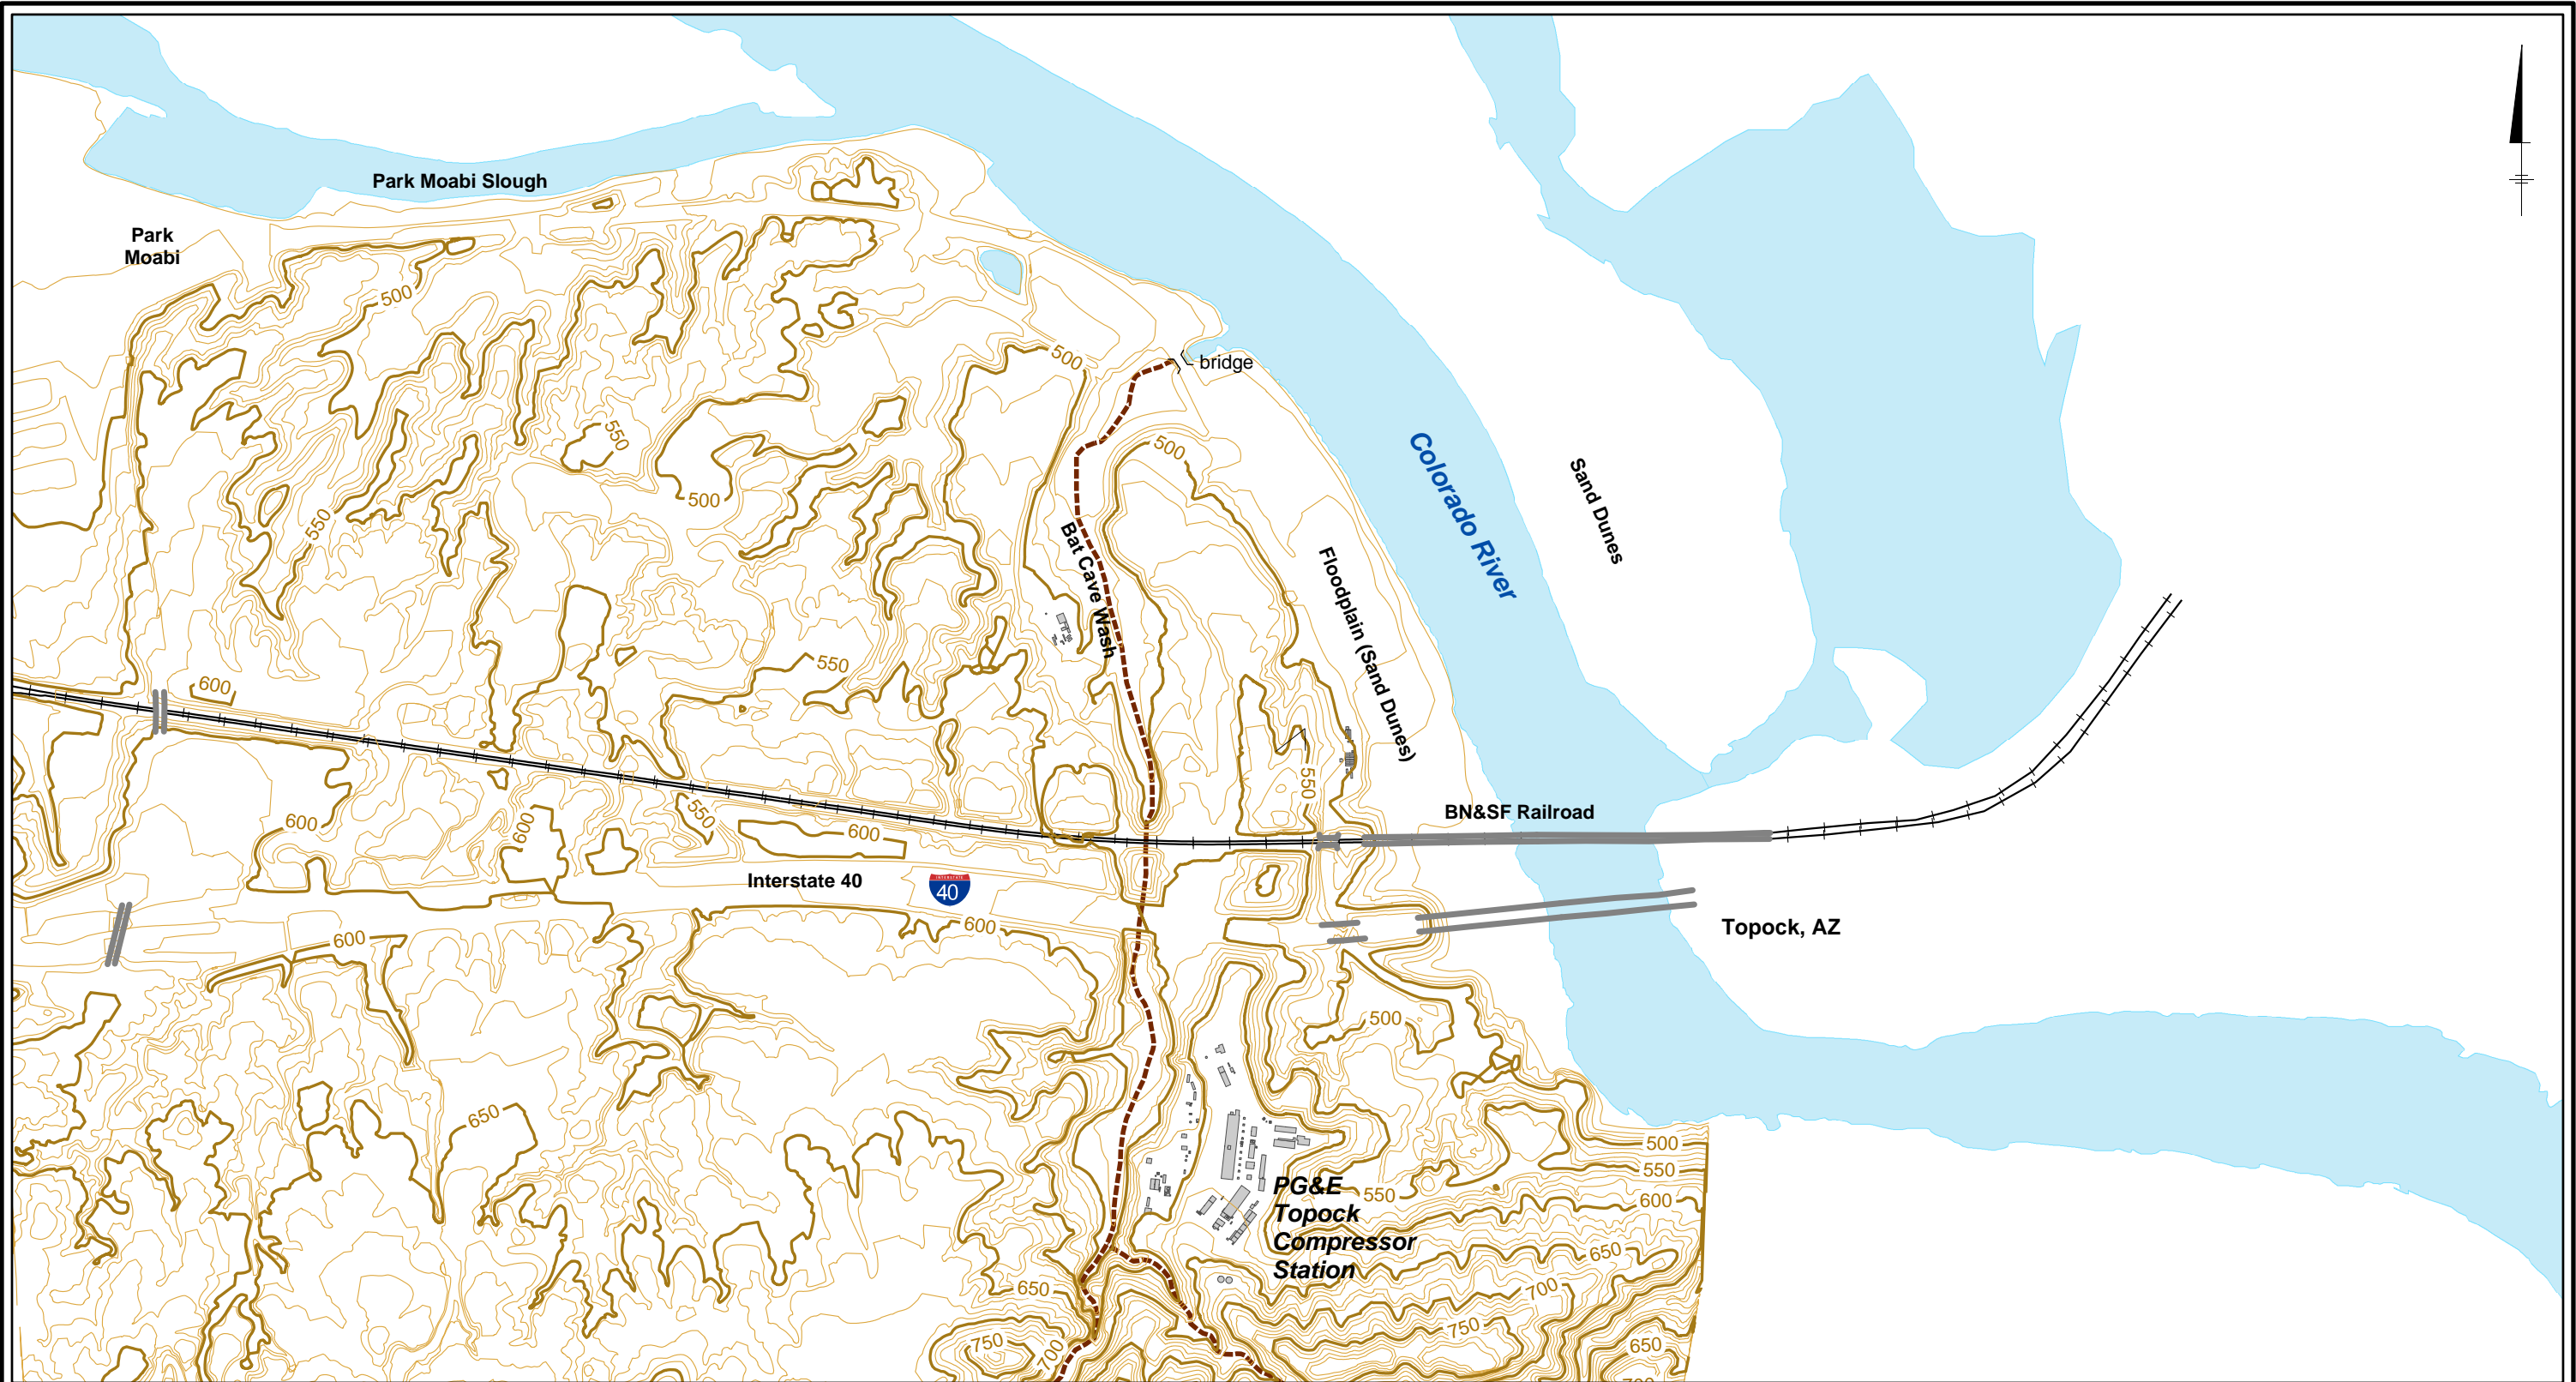 Park Moabi Slough
Park
Moabi
500
500
bridge
550
500
500
550
Colorado River
Sand Dunes
Bat Cave Wash
Floodplain (Sand Dunes)
550
600
550
550
600
600
600
BN&SF Railroad
Interstate 40
INTERSTATE
40
600
600
Topock, AZ
500
650
500
550
600
550
PG&E
Topock
Compressor
Station
650
650
700
750
750
700
650
700